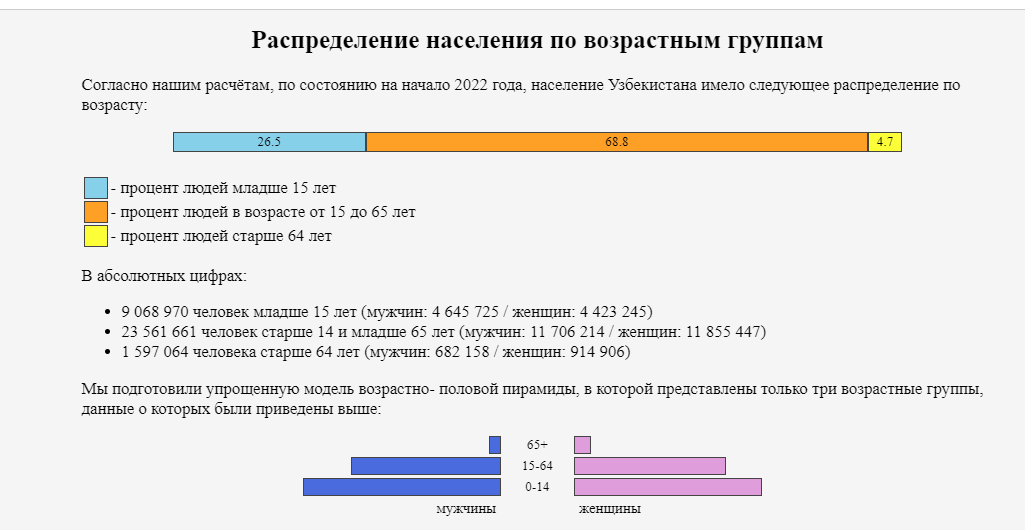 Распределение населения по возрастным группам
Согласно нашим расчётам, по состоянию на начало 2022 года, население Узбекистана имело следующее распределение по
возрасту:
26.5 68.8 4.7
- процент людей младше 15 лет
- процент людей в возрасте от 15 до 65 лет
- процент людей старше 64 лет
В абсолютных цифрах:
• 9 068 970 человек младше 15 лет (мужчин: 4 645 725 / женщин: 4 423 245)
• 23 561 661 человек старше 14 и младше 65 лет (мужчин: 11 706 214 / женщин: 11 855 447)
• 1 597 064 человека старше 64 лет (мужчин: 682 158 / женщин: 914 906)
Мы подготовили упрощенную модель возрастно- половой пирамиды, в которой представлены только три возрастные группы,
данные о которых были приведены выше:
65+
15-64
0-14
мужчины женщины